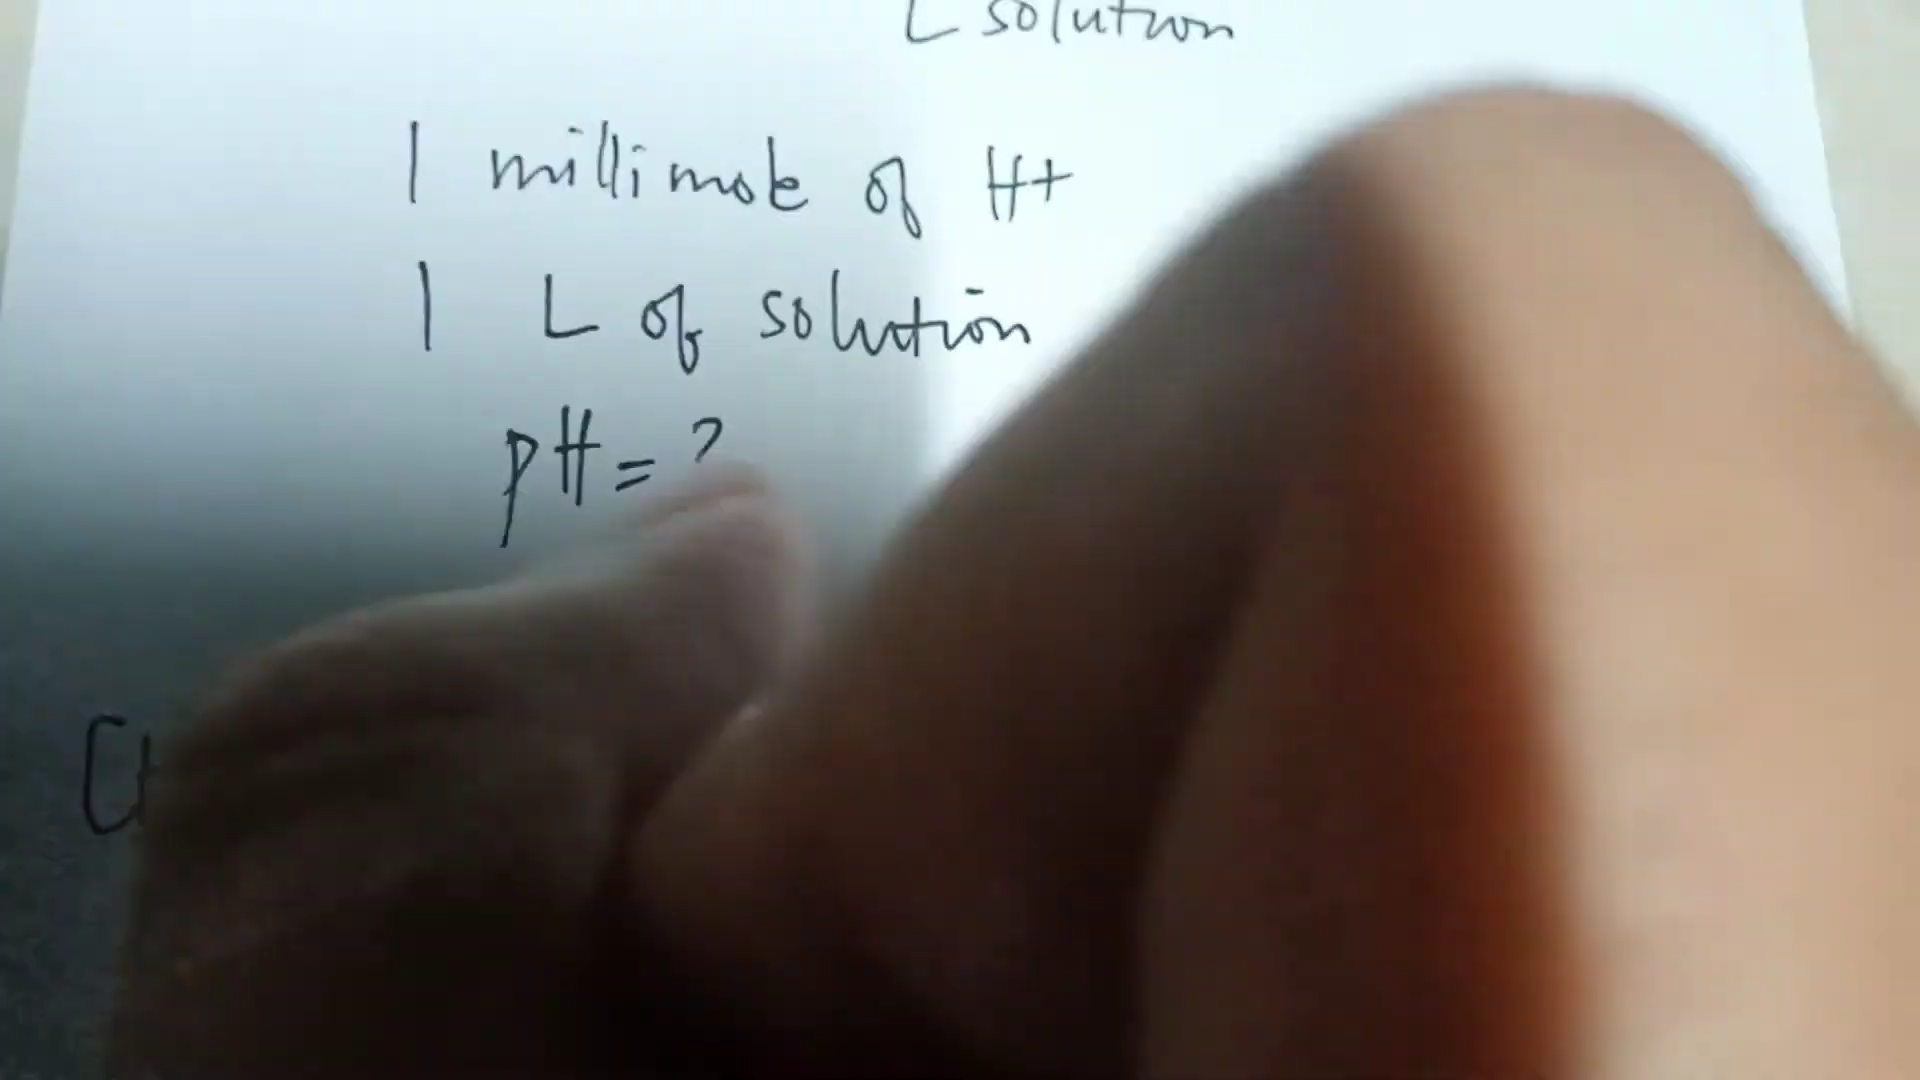 L solution
1 millimole of H+
1 L of solution
pH = ?
[